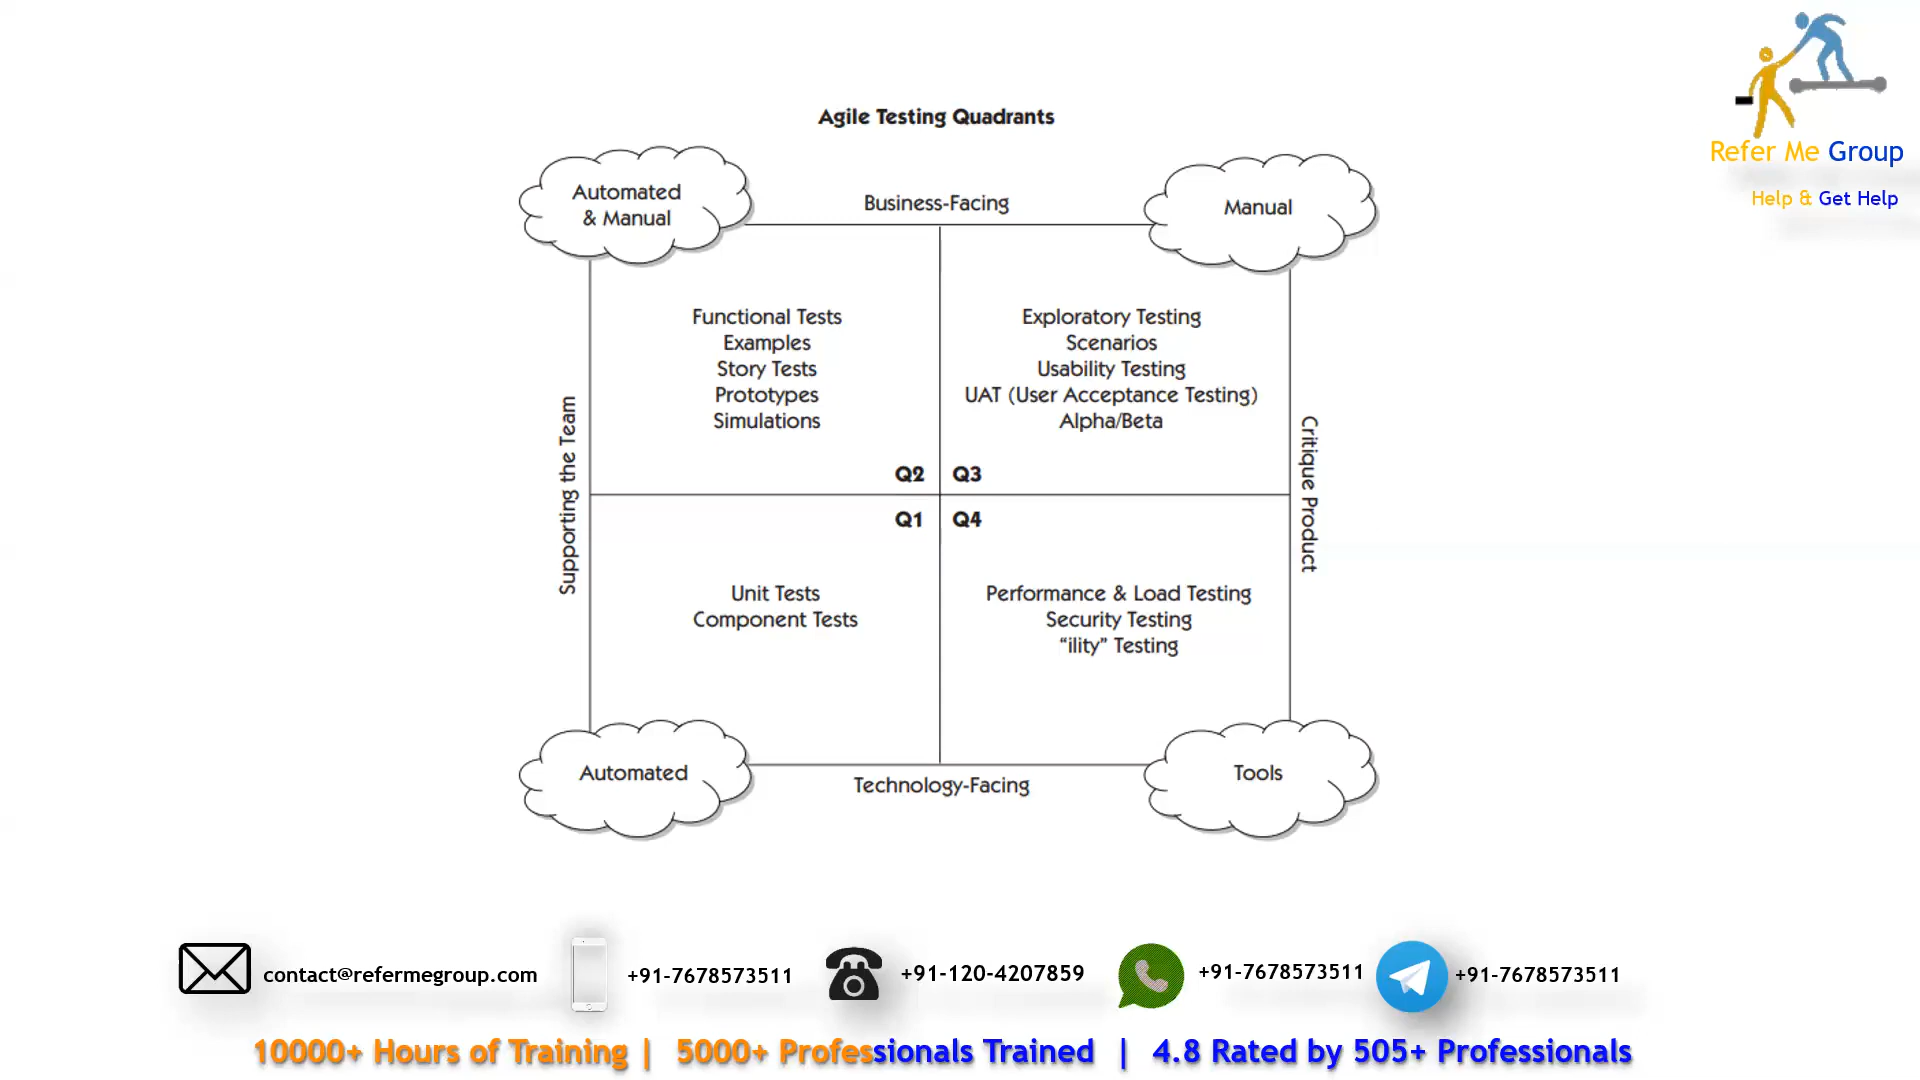 Refer Me Group
Help & Get Help
Agile Testing Quadrants
Automated
& Manual
Business-Facing
Manual
Functional Tests
Examples
Story Tests
Prototypes
Simulations
Exploratory Testing
Scenarios
Usability Testing
UAT (User Acceptance Testing)
Alpha/Beta
Supporting the Team
Critique Product
Q2
Q3
Q1
Q4
Unit Tests
Component Tests
Performance & Load Testing
Security Testing
“ility” Testing
Automated
Technology-Facing
Tools
contact@refermegroup.com
+91-7678573511
+91-120-4207859
+91-7678573511
+91-7678573511
10000+ Hours of Training | 5000+ Professionals Trained | 4.8 Rated by 505+ Professionals